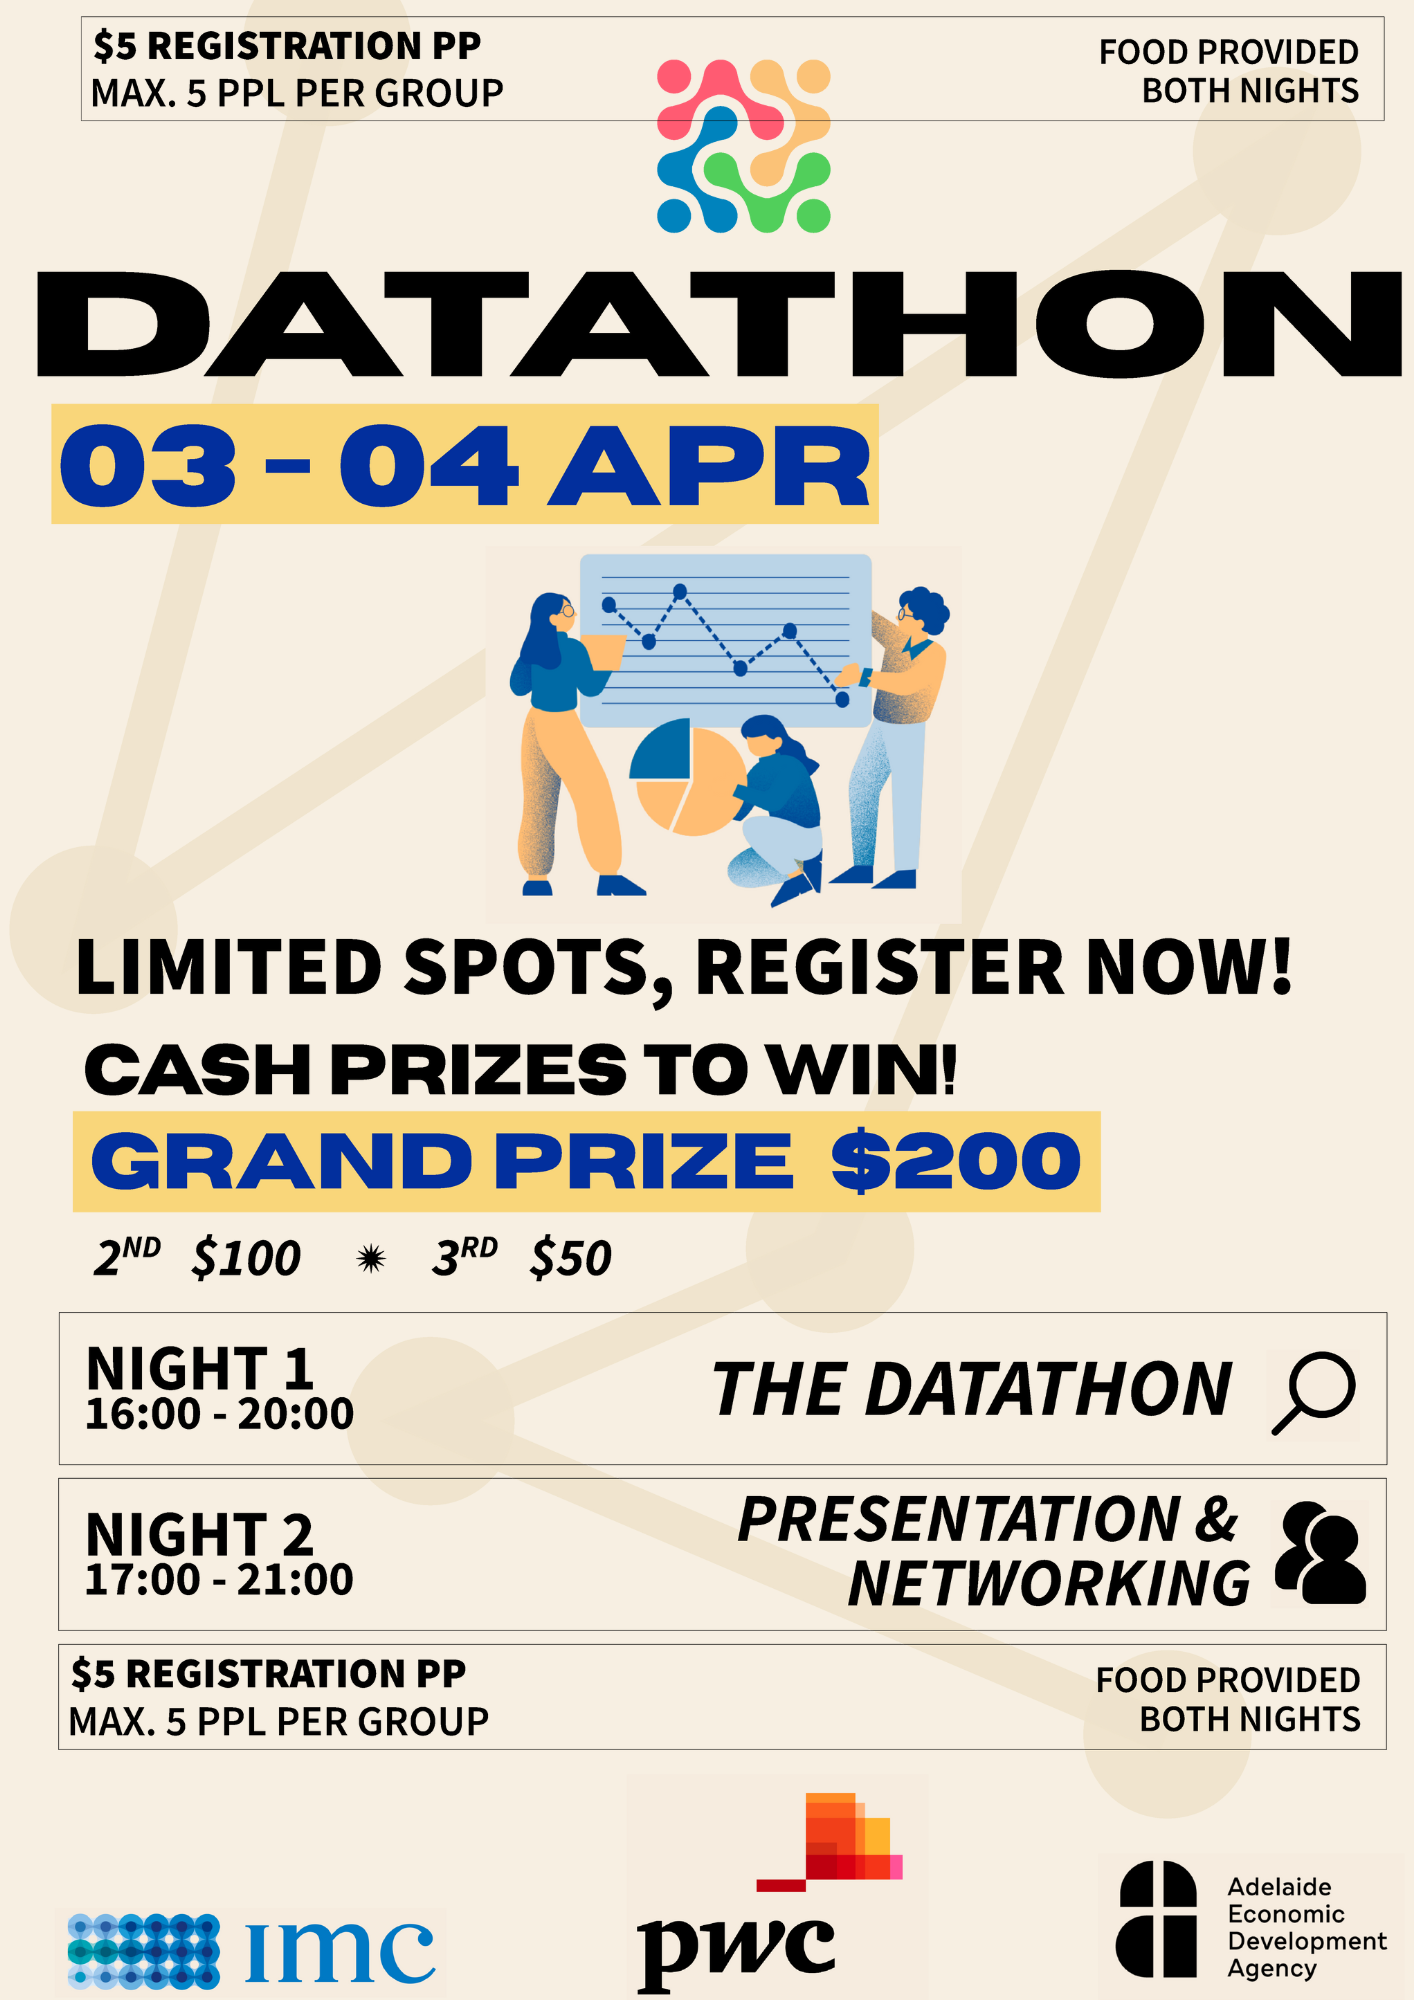 $5 REGISTRATION PP
MAX. 5 PPL PER GROUP
FOOD PROVIDED
BOTH NIGHTS
DATATHON
03 - 04 APR
LIMITED SPOTS, REGISTER NOW!
CASH PRIZES TO WIN!
GRAND PRIZE $200
2ND $100 ✹ 3RD $50
NIGHT 1
16:00 - 20:00
THE DATATHON
NIGHT 2
17:00 - 21:00
PRESENTATION &
NETWORKING
$5 REGISTRATION PP
MAX. 5 PPL PER GROUP
FOOD PROVIDED
BOTH NIGHTS
imc
pwc
Adelaide
Economic
Development
Agency